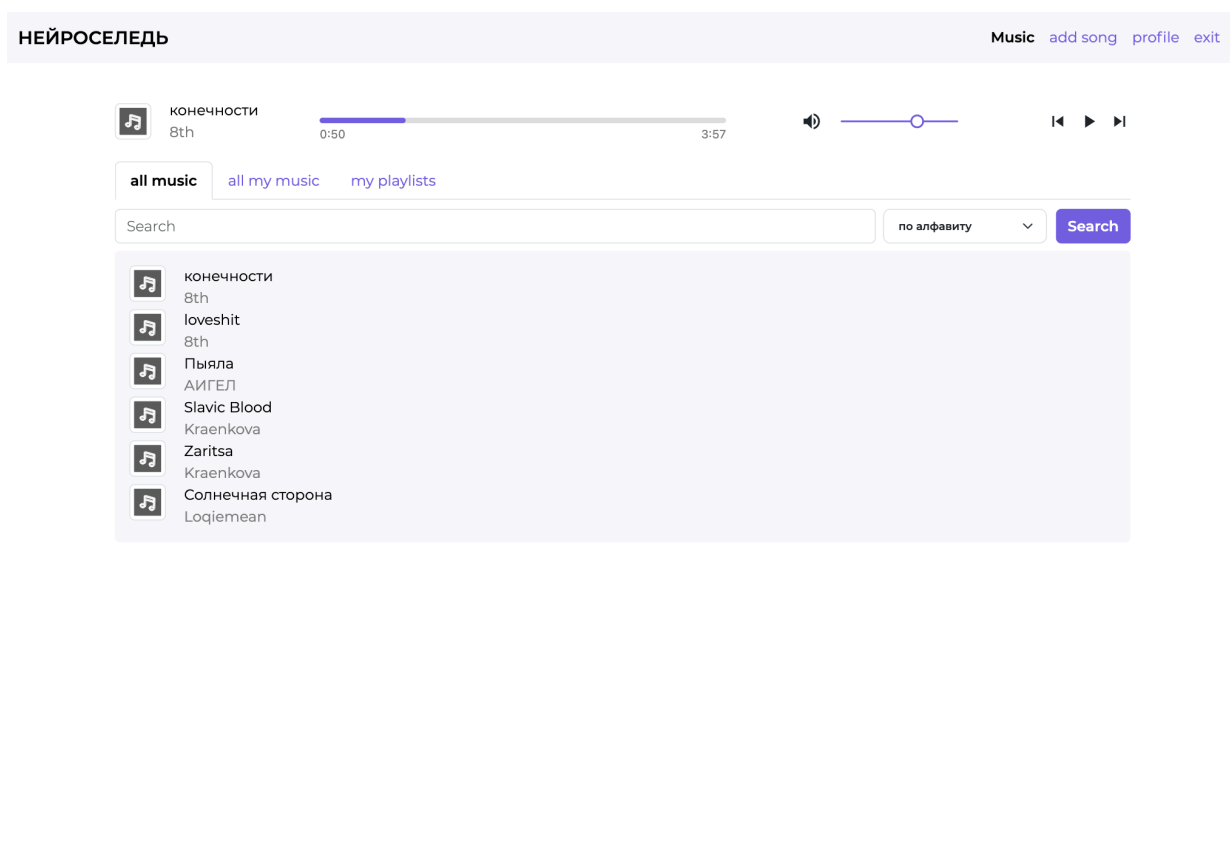 НЕЙРОСЕЛЕДЬ
Music add song profile exit
конечности
8th
0:50 3:57
all music all my music my playlists
Search по алфавиту Search
конечности
8th
loveshit
8th
Пыяла
АИГЕЛ
Slavic Blood
Kraenkova
Zaritsa
Kraenkova
Солнечная сторона
Loqiemean